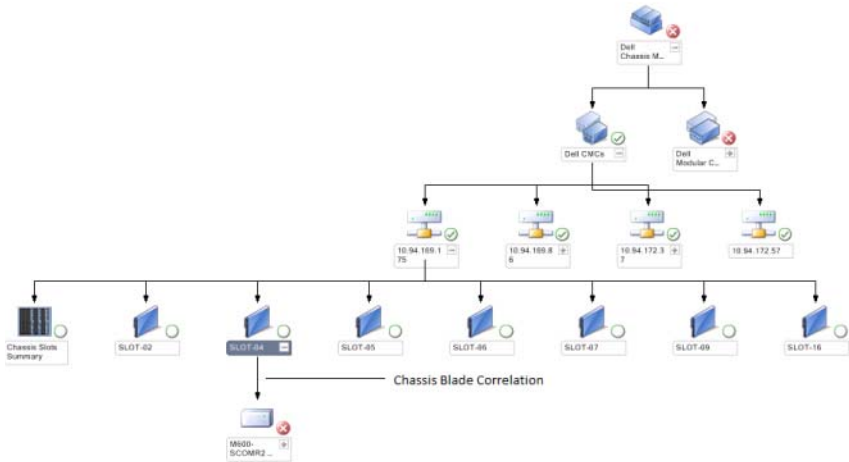 Dell
Chassis M...
Dell CMCs
Dell
Modular C...
10.94.169.1
75
10.94.169.8
6
10.94.172.3
7
10.94.172.57
Chassis Slots
Summary
SLOT-02
SLOT-04
SLOT-05
SLOT-06
SLOT-07
SLOT-09
SLOT-16
Chassis Blade Correlation
M600-
SCOMR2...